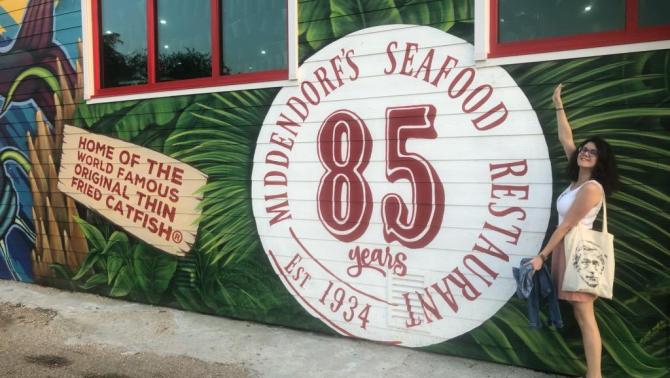 HOME OF THE
WORLD FAMOUS
ORIGINAL THIN
FRIED CATFISH®
MIDDENDORF'S SEAFOOD RESTAURANT
85
years
EST 1934